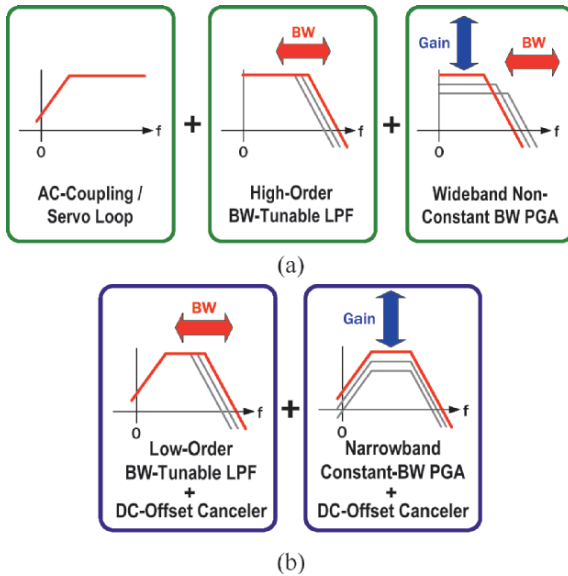 Gain
BW
BW
f
f
f
+
+
0
0
0
AC-Coupling /
Servo Loop
High-Order
BW-Tunable LPF
Wideband Non-
Constant BW PGA
(a)
BW
Gain
f
f
+
0
0
Low-Order
BW-Tunable LPF
+
DC-Offset Canceler
Narrowband
Constant-BW PGA
+
DC-Offset Canceler
(b)